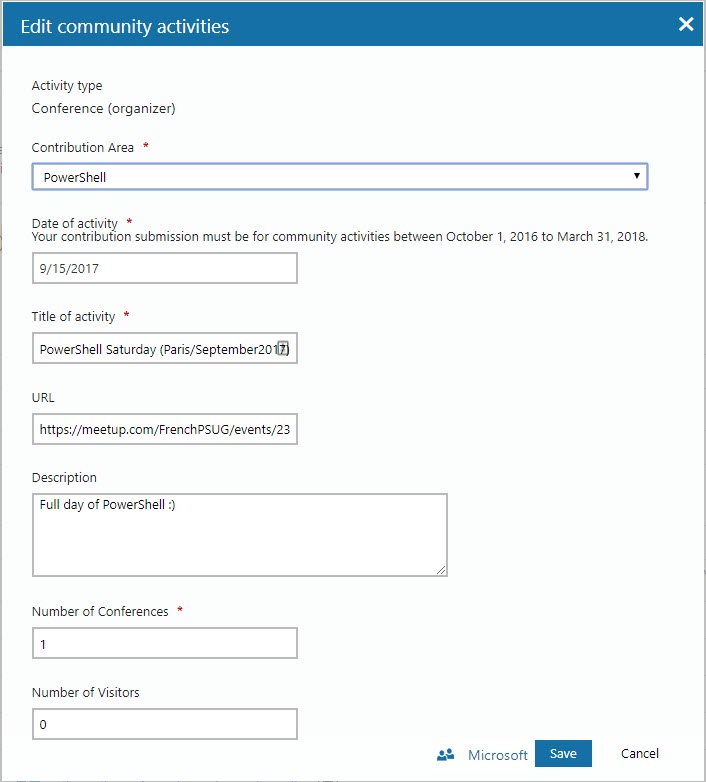 Edit community activities
Activity type
Conference (organizer)
Contribution Area *
PowerShell
Date of activity *
Your contribution submission must be for community activities between October 1, 2016 to March 31, 2018.
9/15/2017
Title of activity *
PowerShell Saturday (Paris/September2017)
URL
https://meetup.com/FrenchPSUG/events/23
Description
Full day of PowerShell :)
Number of Conferences *
1
Number of Visitors
0
Microsoft Save Cancel